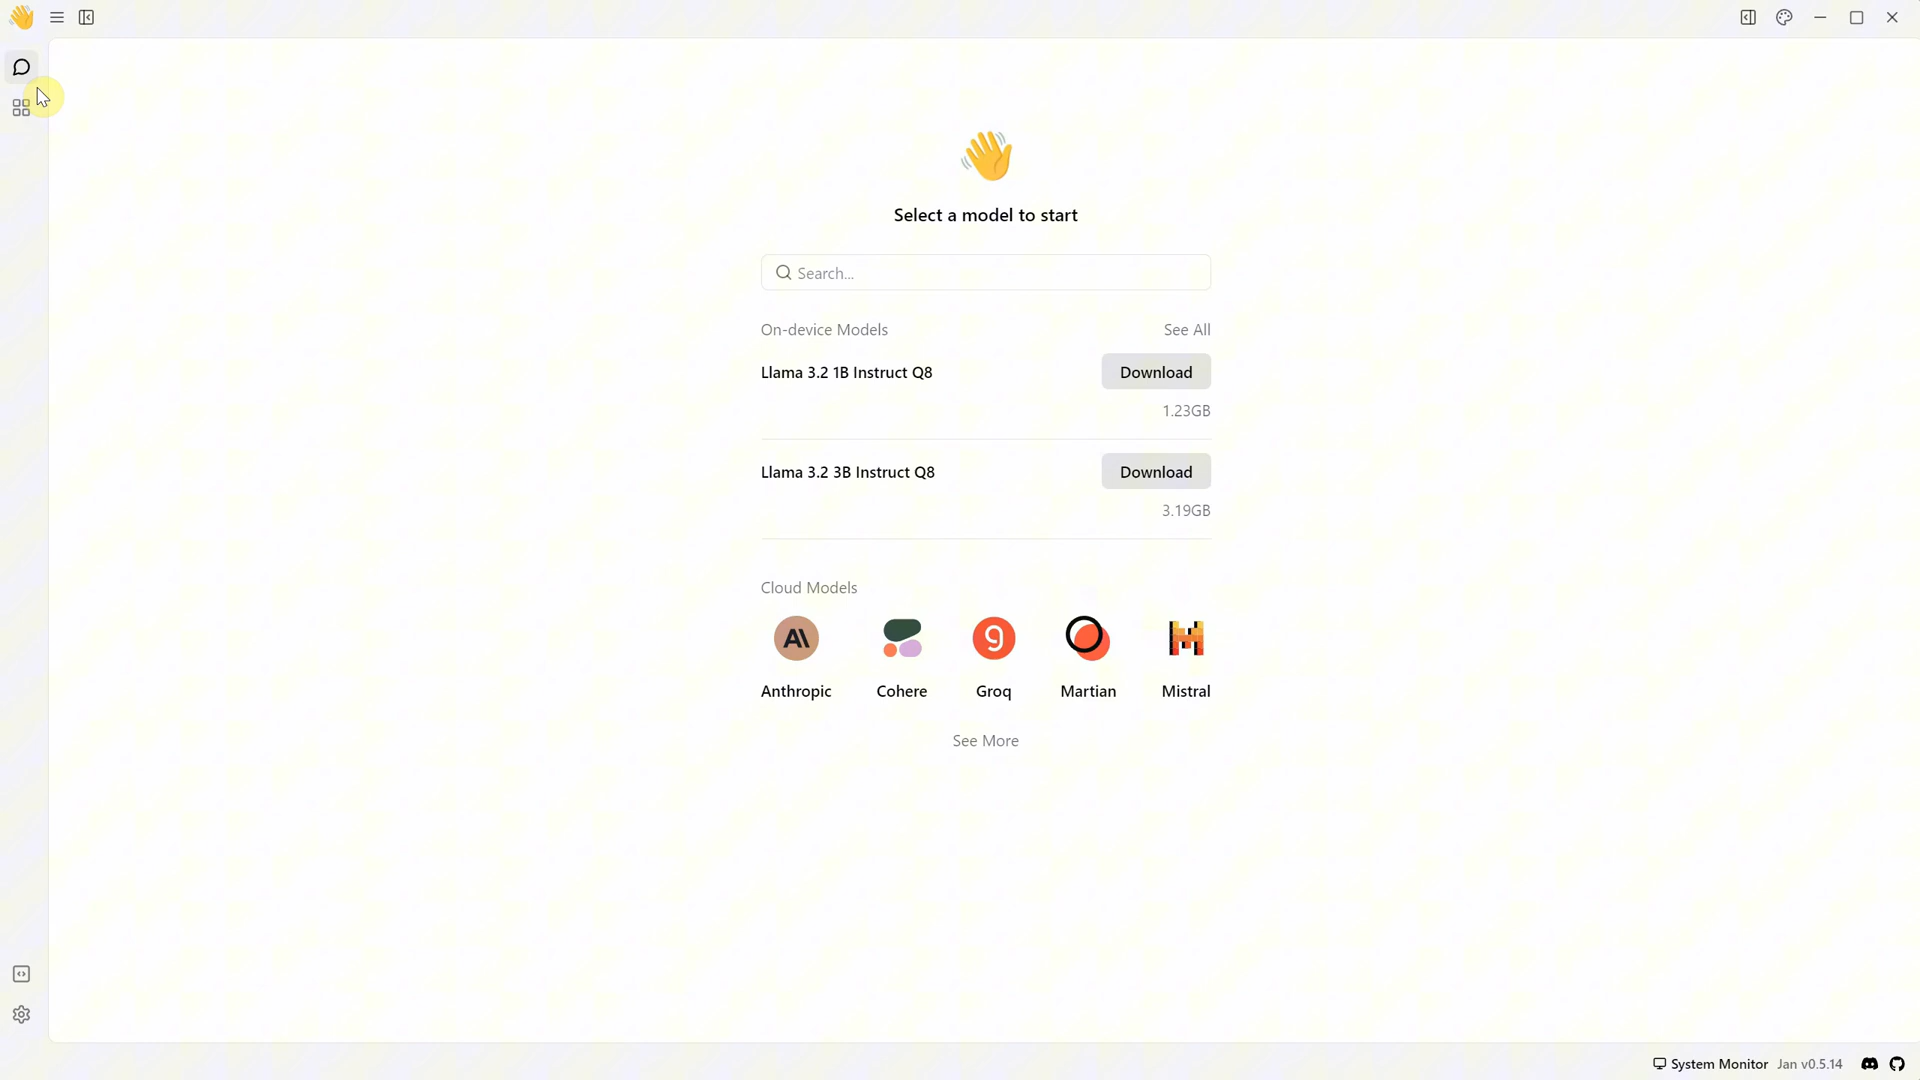 Select a model to start
Search...
On-device Models See All
Llama 3.2 1B Instruct Q8 Download
1.23GB
Llama 3.2 3B Instruct Q8 Download
3.19GB
Cloud Models
Anthropic Cohere Groq Martian Mistral
See More
System Monitor Jan v0.5.14